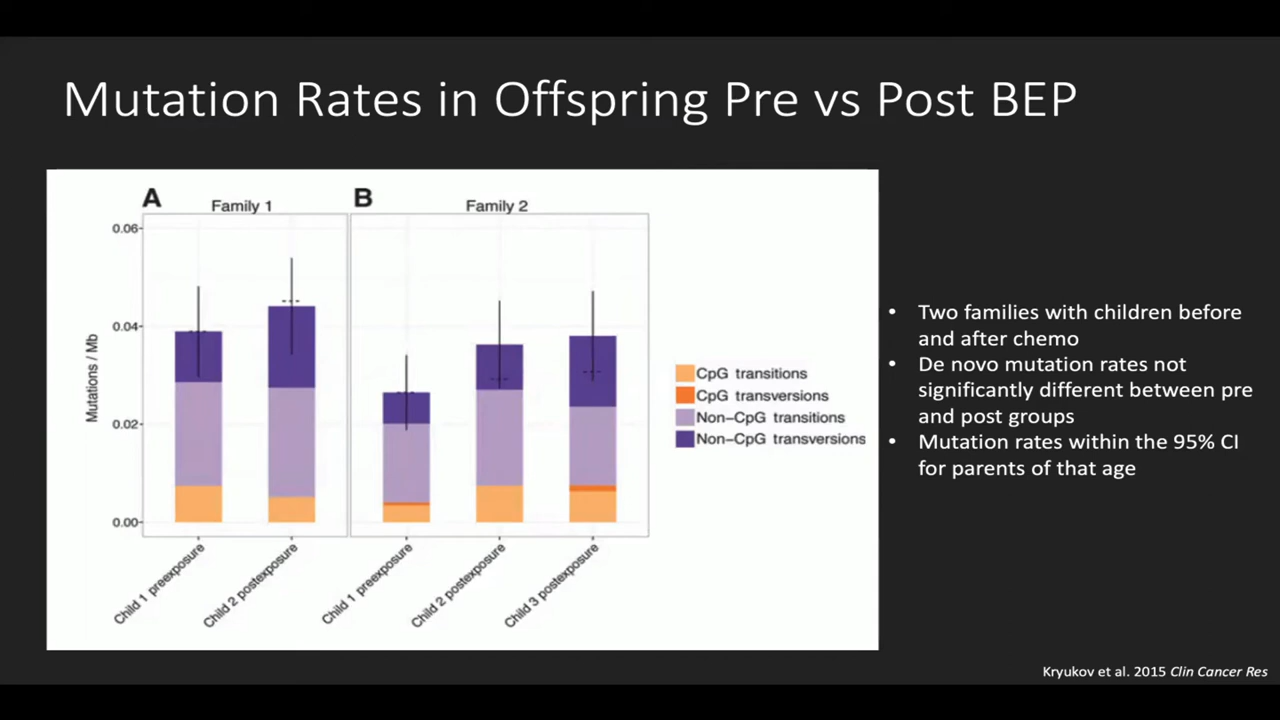 Mutation Rates in Offspring Pre vs Post BEP
A
Family 1
B
Family 2
0.06
0.04
0.02
0.00
Mutations / Mb
Child 1 preexposure
Child 2 postexposure
Child 1 preexposure
Child 2 postexposure
Child 3 postexposure
CpG transitions
CpG transversions
Non-CpG transitions
Non-CpG transversions
• Two families with children before
and after chemo
• De novo mutation rates not
significantly different between pre
and post groups
• Mutation rates within the 95% CI
for parents of that age
Kryukov et al. 2015 Clin Cancer Res